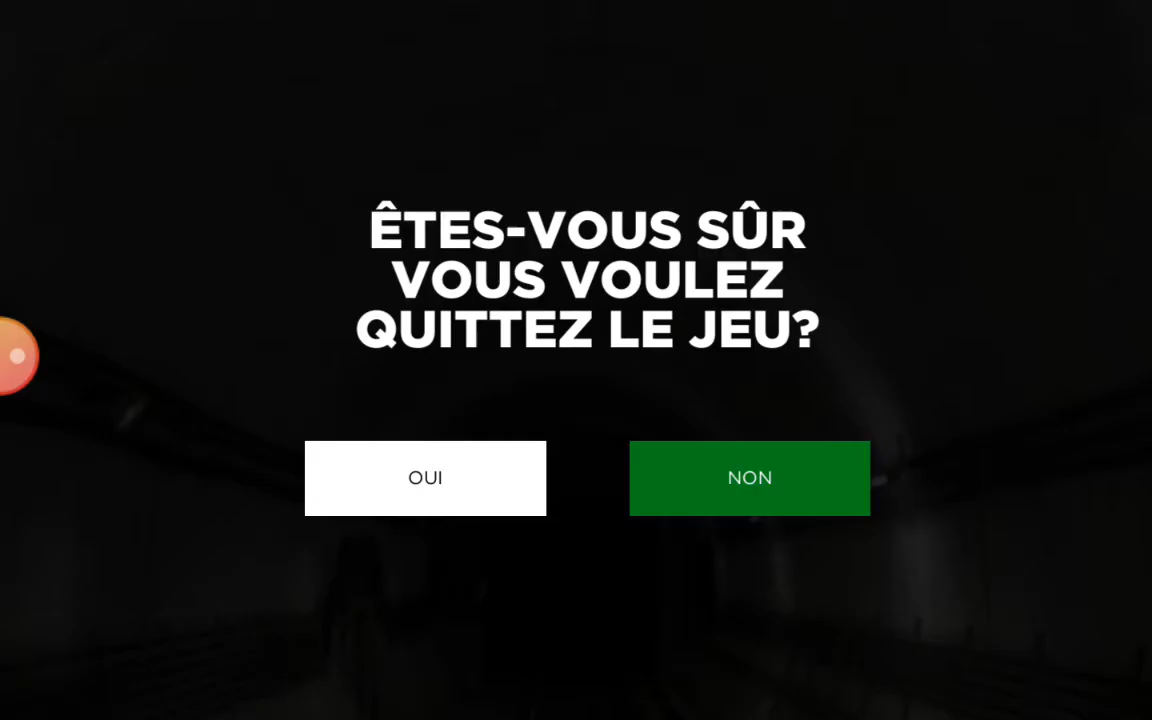 ÊTES-VOUS SÛR
VOUS VOULEZ
QUITTEZ LE JEU?
OUI
NON